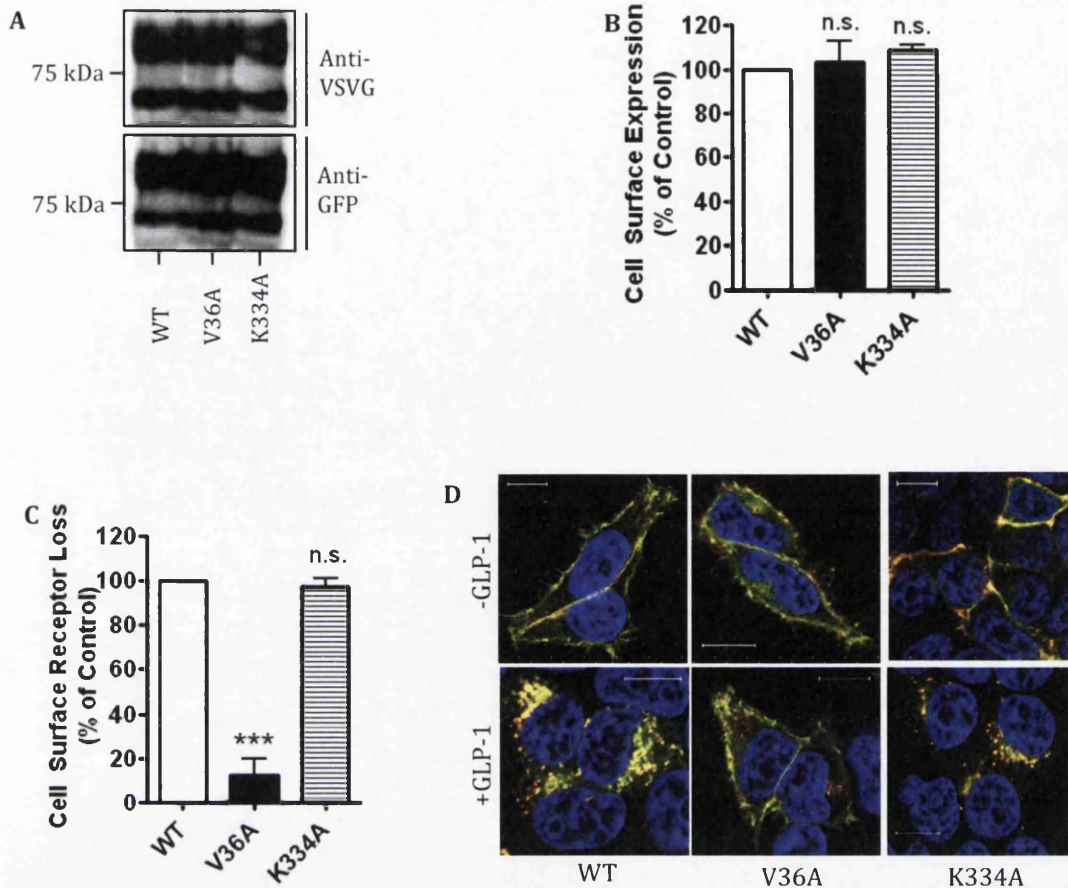 A
75 kDa
Anti-
VSVG
75 kDa
Anti-
GFP
WT
V36A
K334A
B
Cell Surface Expression
(% of Control)
120
100
80
60
40
20
0
n.s.
n.s.
WT
V36A
K334A
C
Cell Surface Receptor Loss
(% of Control)
120
100
80
60
40
20
0
***
n.s.
WT
V36A
K334A
D
-GLP-1
+GLP-1
WT
V36A
K334A